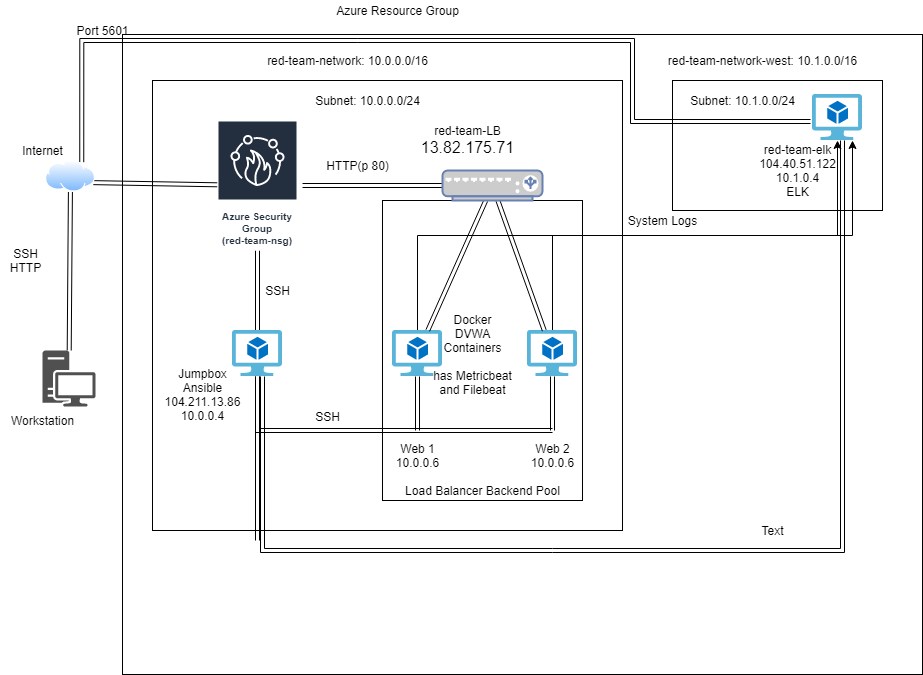 Azure Resource Group
Port 5601
red-team-network: 10.0.0.0/16
red-team-network-west: 10.1.0.0/16
Subnet: 10.0.0.0/24
Subnet: 10.1.0.0/24
red-team-LB
13.82.175.71
Internet
HTTP(p 80)
red-team-elk
104.40.51.122
10.1.0.4
ELK
Azure Security
Group
(red-team-nsg)
System Logs
SSH
HTTP
SSH
Docker
DVWA
Containers
has Metricbeat
and Filebeat
Jumpbox
Ansible
104.211.13.86
10.0.0.4
Workstation
SSH
Web 1
10.0.0.6
Web 2
10.0.0.6
Load Balancer Backend Pool
Text